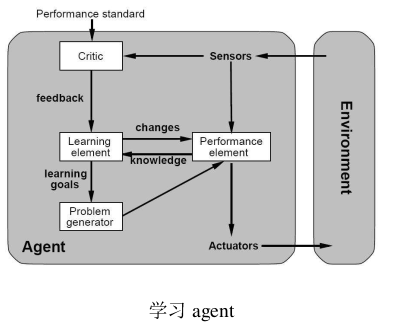 Performance standard
Critic
Sensors
feedback
changes
Learning
element
Performance
element
knowledge
learning
goals
Problem
generator
Agent
Actuators
Environment
学习 agent